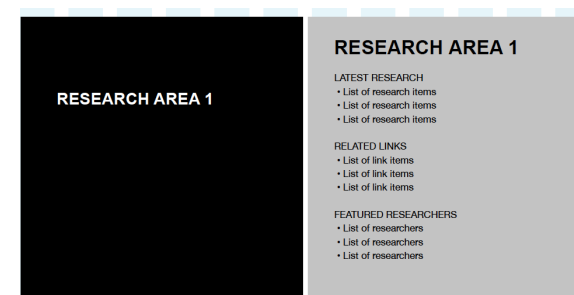 RESEARCH AREA 1
RESEARCH AREA 1
LATEST RESEARCH
• List of research items
• List of research items
• List of research items
RELATED LINKS
• List of link items
• List of link items
• List of link items
FEATURED RESEARCHERS
• List of researchers
• List of researchers
• List of researchers